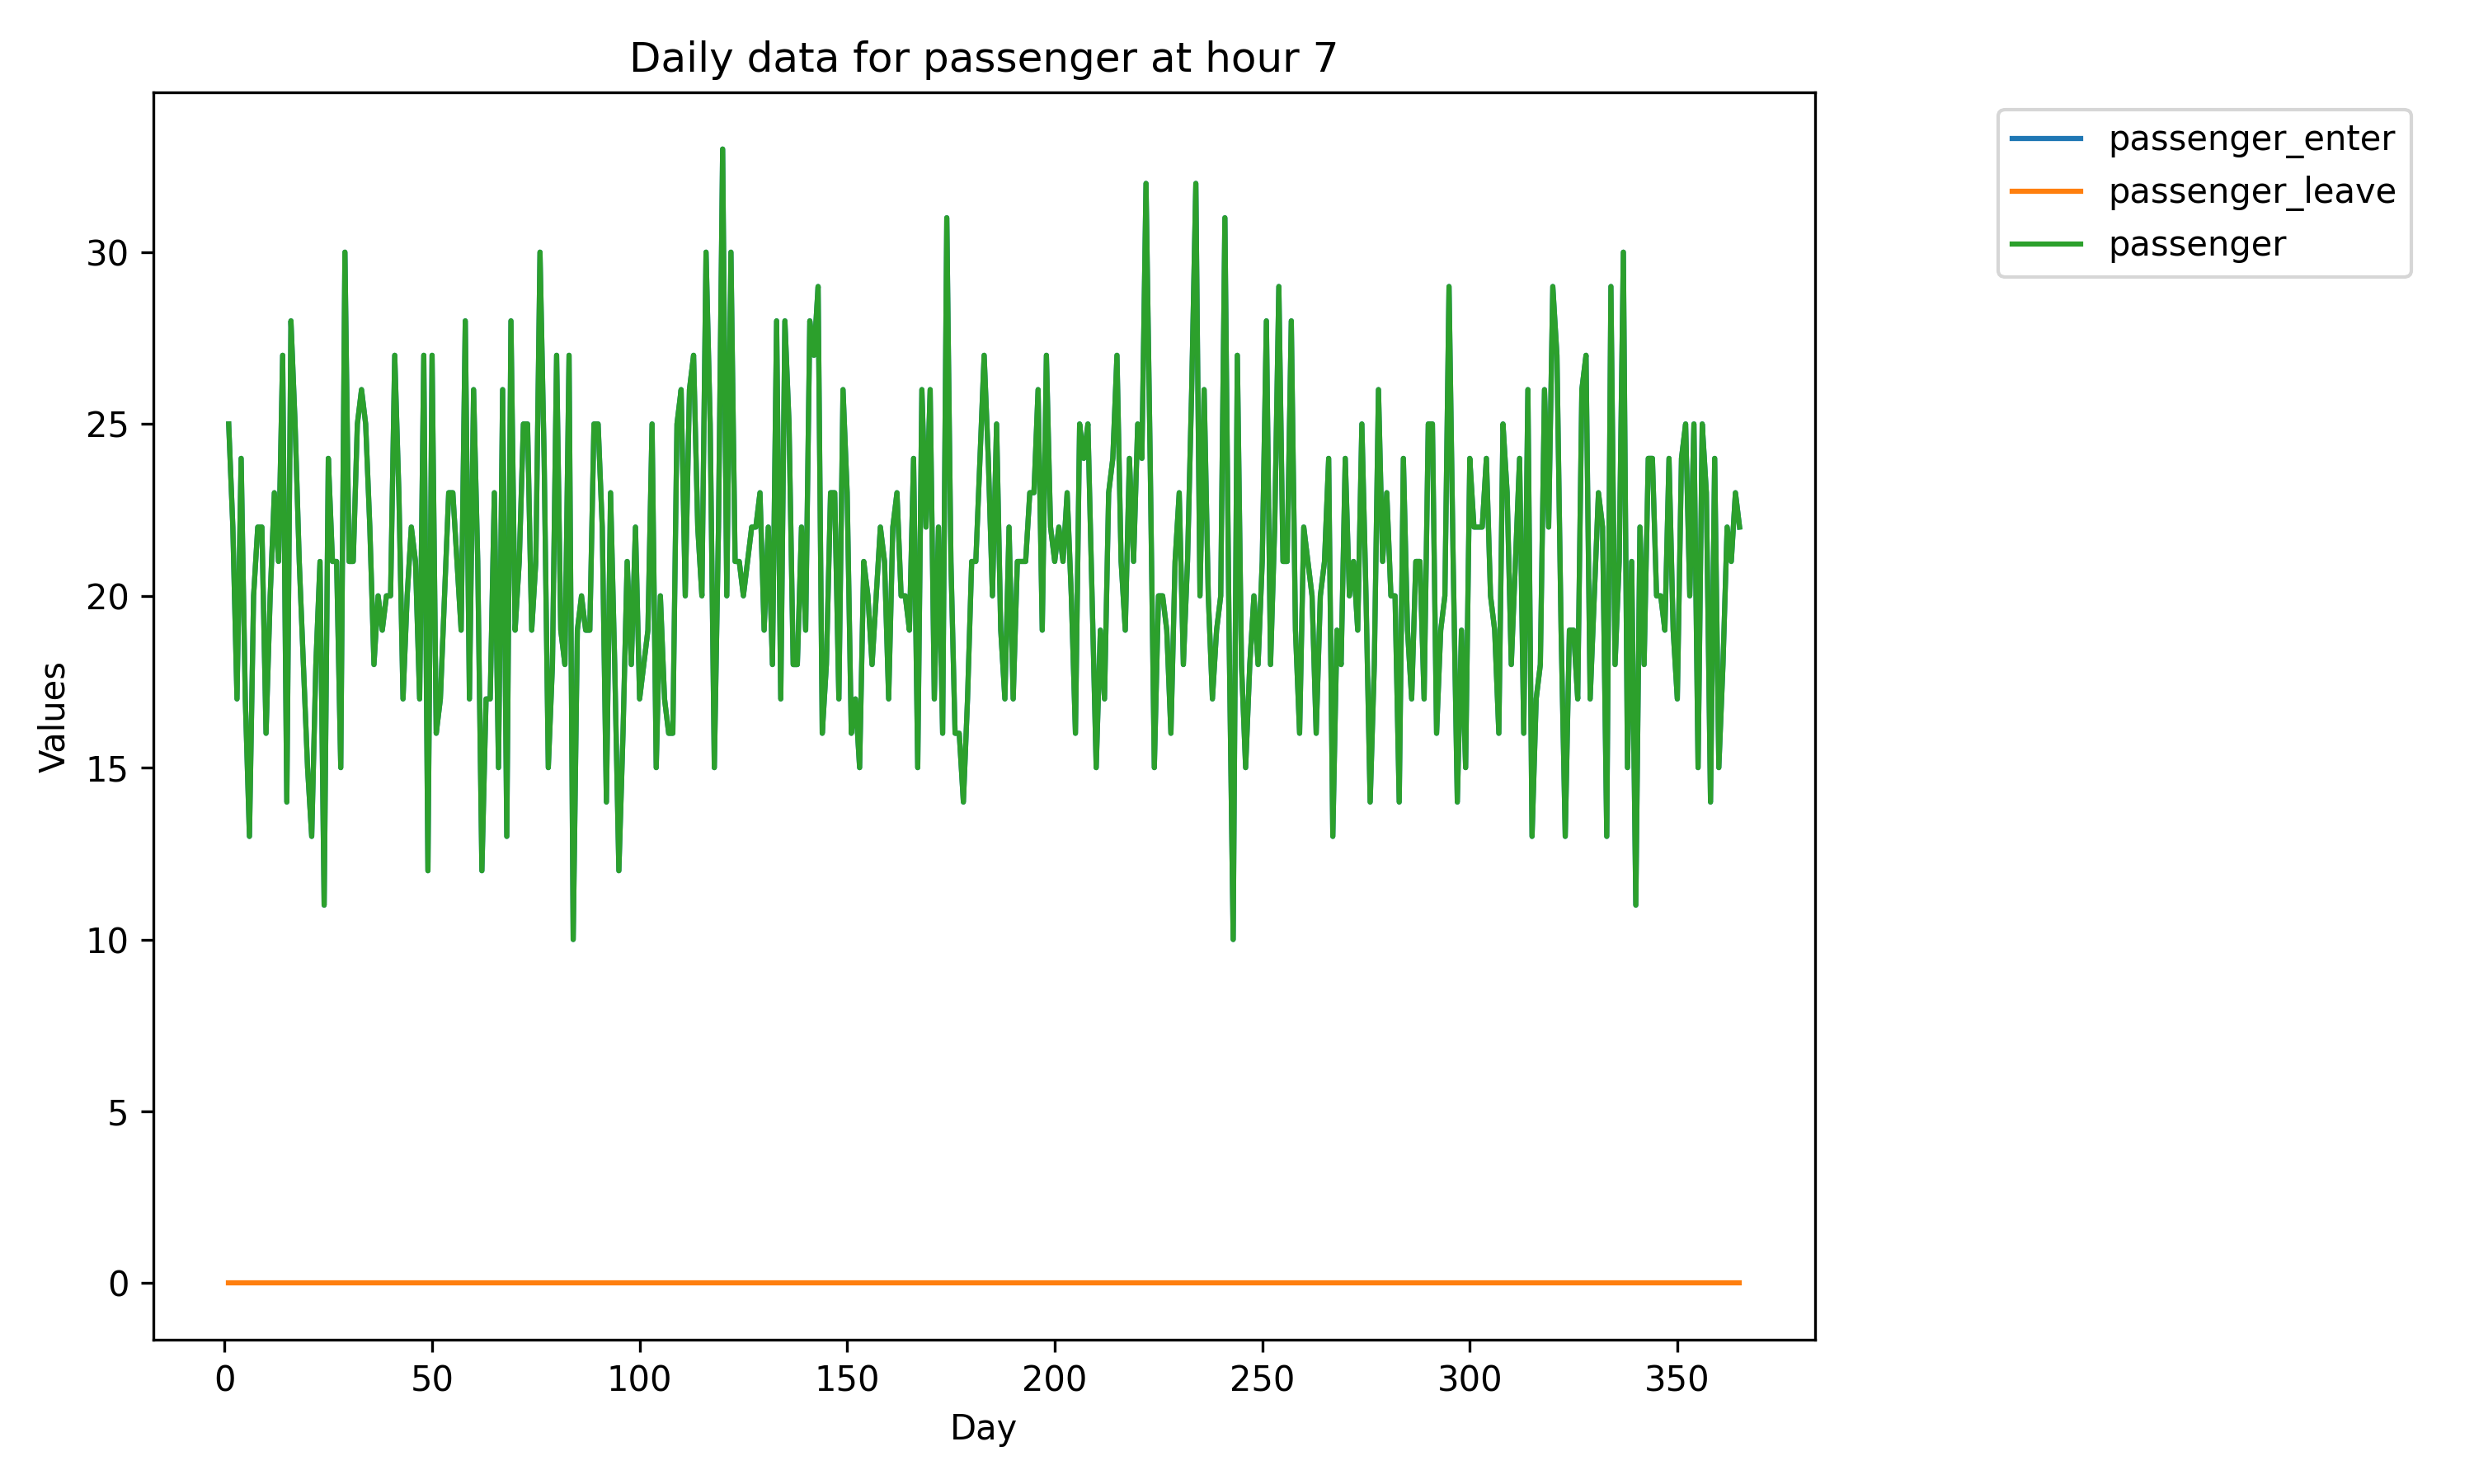 Daily data for passenger at hour 7
passenger_enter
passenger_leave
passenger
30
25
20
15
10
5
0
Values
0 50 100 150 200 250 300 350
Day